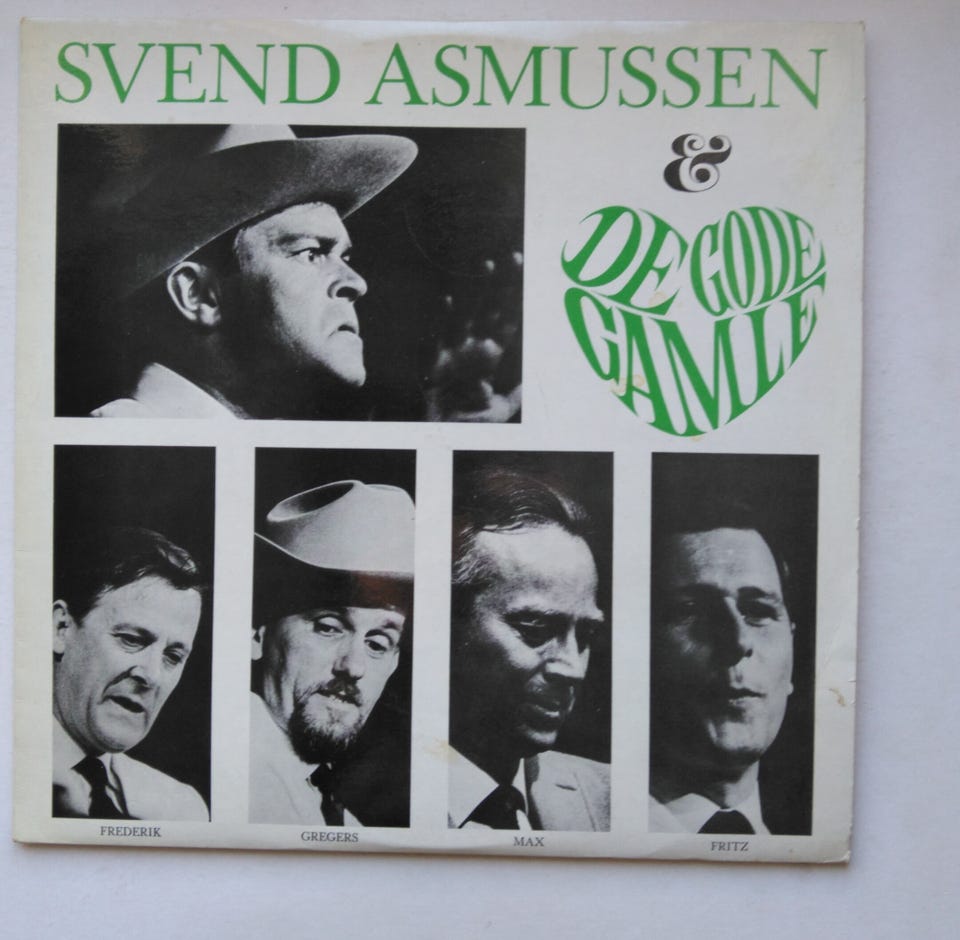 SVEND ASMUSSEN
&
DE GODE
GAMLE
FREDERIK
GREGERS
MAX
FRITZ